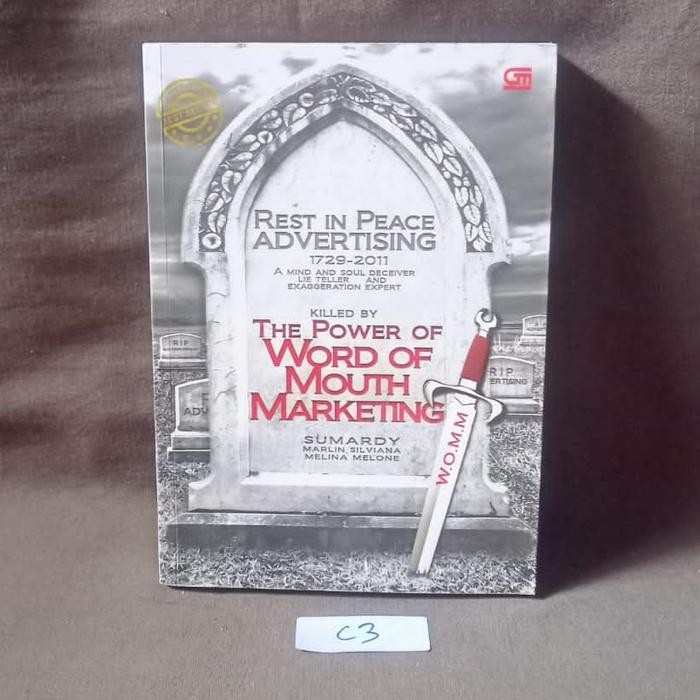 GM
REST IN PEACE
ADVERTISING
1729-2011
A MIND AND SOUL DECEIVER
LIE TELLER AND
EXAGGERATION EXPERT
KILLED BY
THE POWER OF
WORD OF
MOUTH
MARKETING
SUMARDY
MARLIN SILVIANA
MELINA MELONE
W.O.M.M
RIP
RIP
ERTISING
ADV
C3